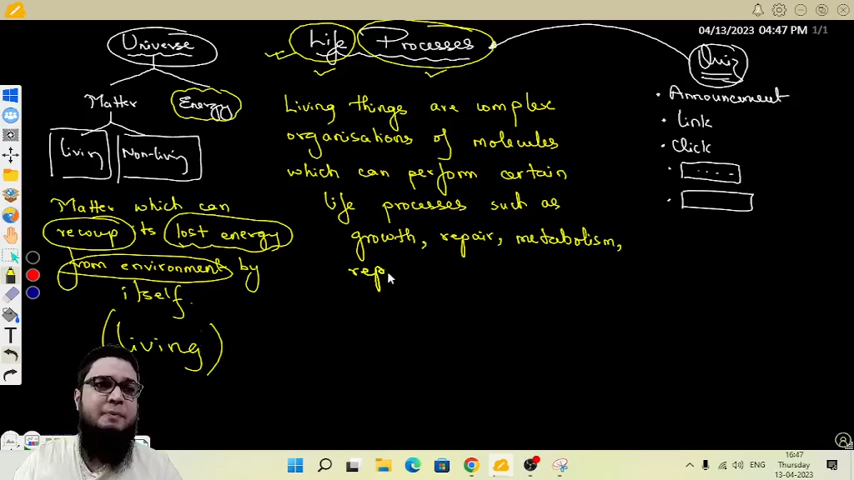 04/13/2023 04:47 PM 1/1
Universe
Life Processes
Quiz
Matter
Energy
Living
Non-living
Living things are complex
organisations of molecules
which can perform certain
life processes such as
growth, repair, metabolism,
rep
Matter which can
recoup its lost energy
from environment by
itself.
(Living)
• Announcement
• Link
• Click
T
ENG
16:47
Thursday
13-04-2023